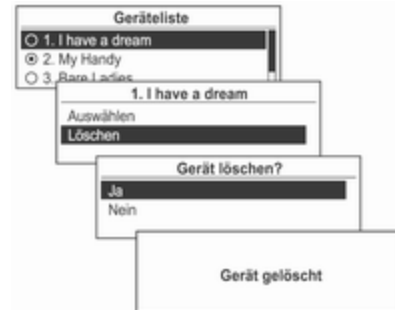 Geräteliste
1. I have a dream
2. My Handy
3. Bare Ladies
1. I have a dream
Auswählen
Löschen
Gerät löschen?
Ja
Nein
Gerät gelöscht